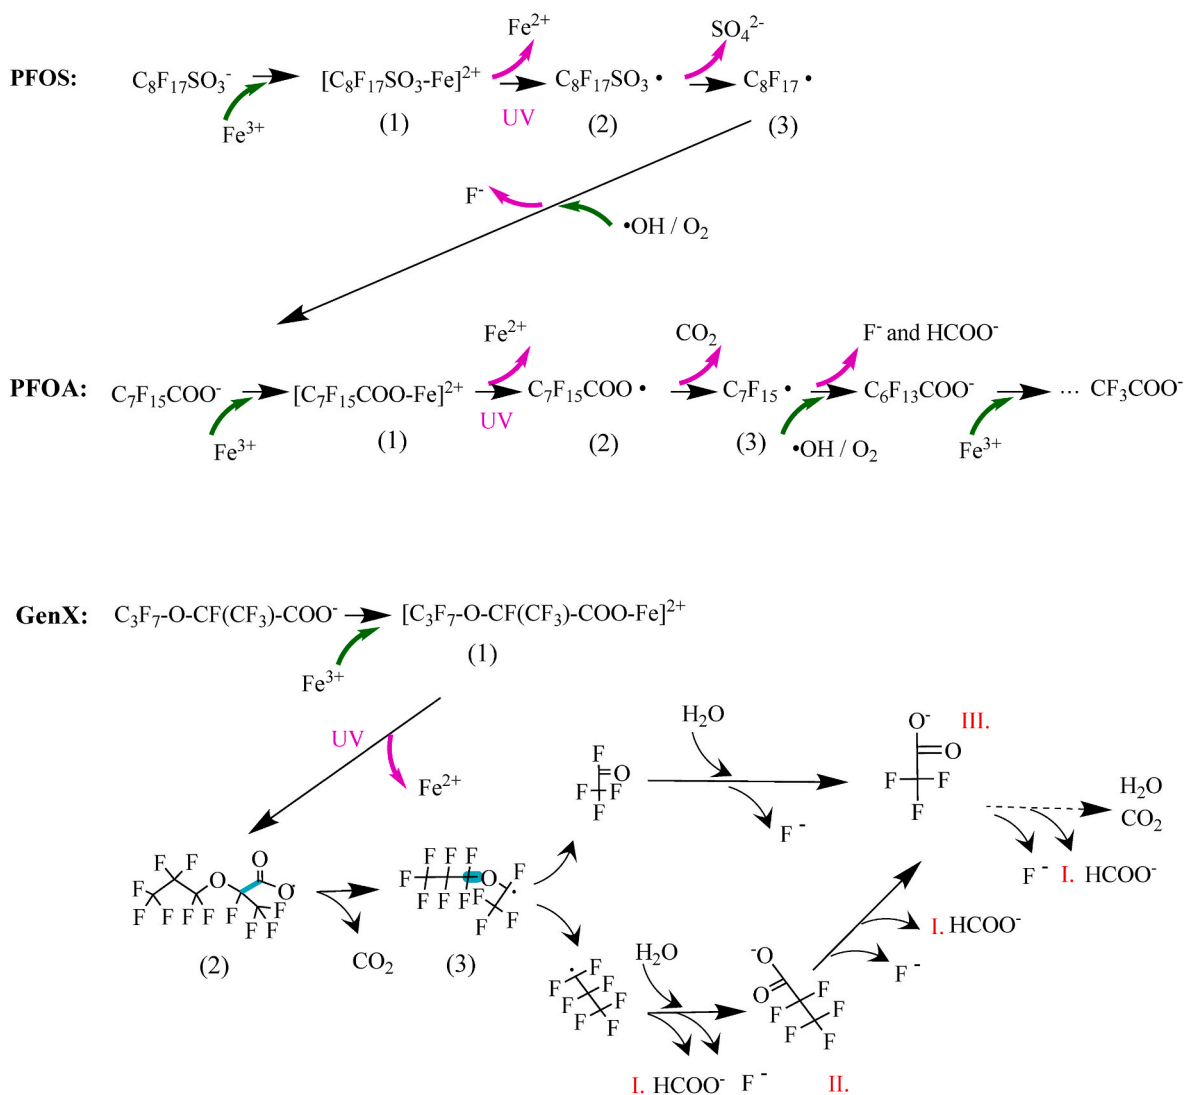 Fe²⁺ SO₄²⁻
PFOS: C₈F₁₇SO₃⁻ [C₈F₁₇SO₃-Fe]²⁺ C₈F₁₇SO₃ • C₈F₁₇ •
Fe³⁺ (1) UV (2) (3)
F⁻
•OH / O₂
Fe²⁺ CO₂ F⁻ and HCOO⁻
PFOA: C₇F₁₅COO⁻ [C₇F₁₅COO-Fe]²⁺ C₇F₁₅COO • C₇F₁₅ • C₆F₁₃COO⁻ ... CF₃COO⁻
Fe³⁺ (1) UV (2) (3) •OH / O₂ Fe³⁺
GenX: C₃F₇-O-CF(CF₃)-COO⁻ [C₃F₇-O-CF(CF₃)-COO-Fe]²⁺
Fe³⁺ (1)
UV
Fe²⁺
F
O
F F
F
H₂O
F⁻
O⁻ III.
O
F F
F
H₂O
CO₂
F⁻ I. HCOO⁻
F F
F O O
F O•
F F F F F F F
(2)
CO₂
F F F F
F O F
F F F F F
(3)
• F
F F
F F
F F
H₂O
I. HCOO⁻ F⁻
⁻O
O F
F F
F F
II.
I. HCOO⁻
F⁻